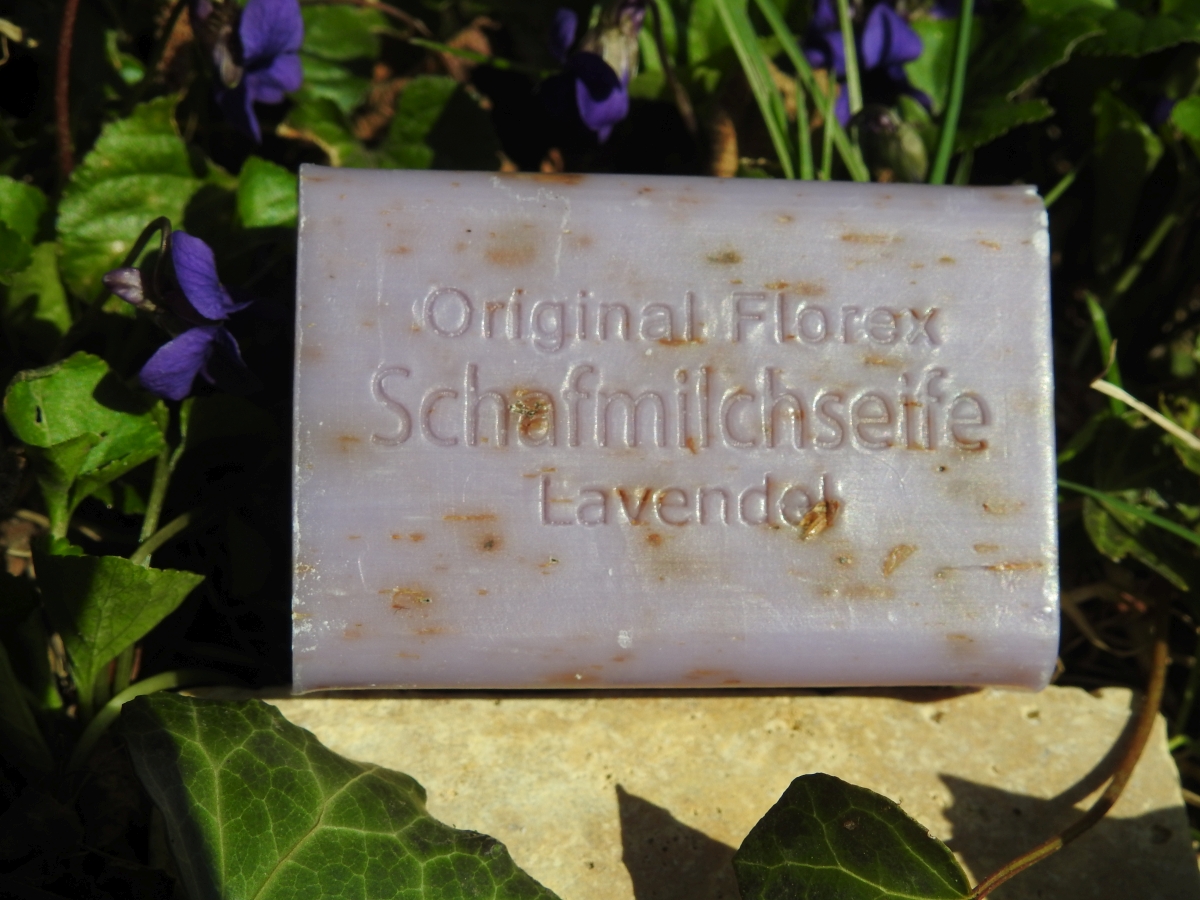 Original Florex
Schafmilchseife
Lavendel